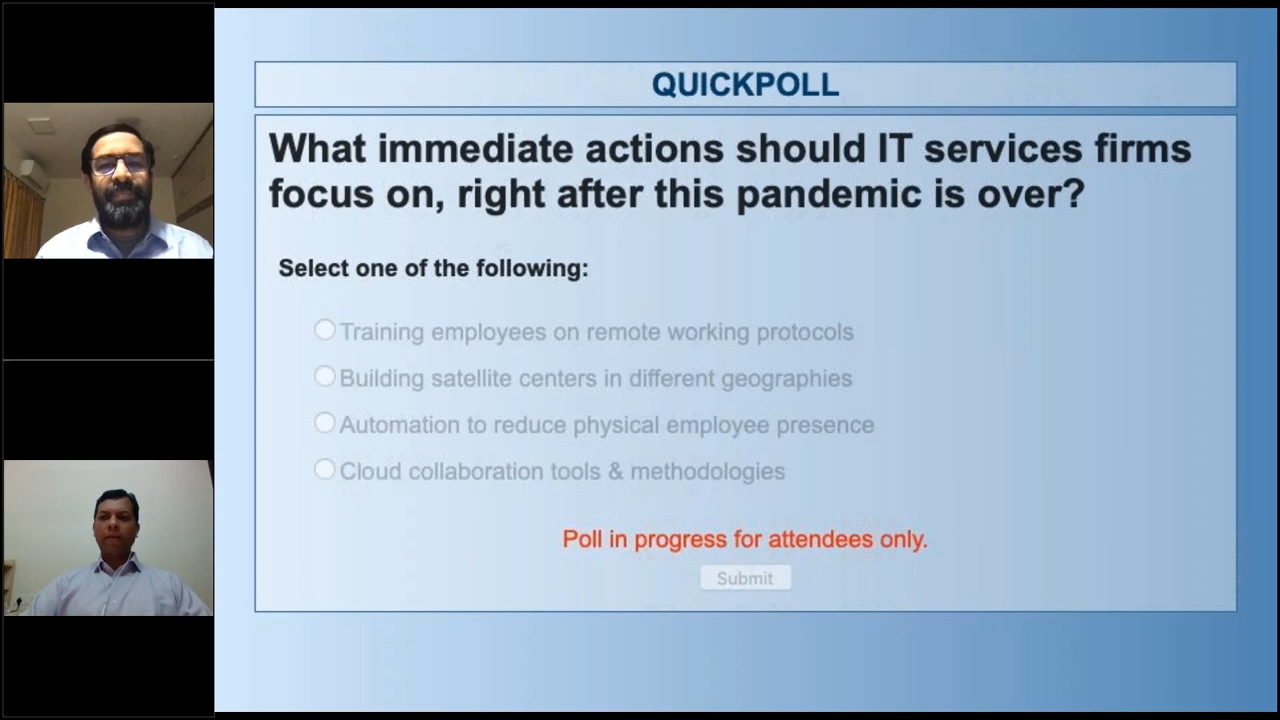 QUICKPOLL
What immediate actions should IT services firms
focus on, right after this pandemic is over?
Select one of the following:
Training employees on remote working protocols
Building satellite centers in different geographies
Automation to reduce physical employee presence
Cloud collaboration tools & methodologies
Poll in progress for attendees only.
Submit